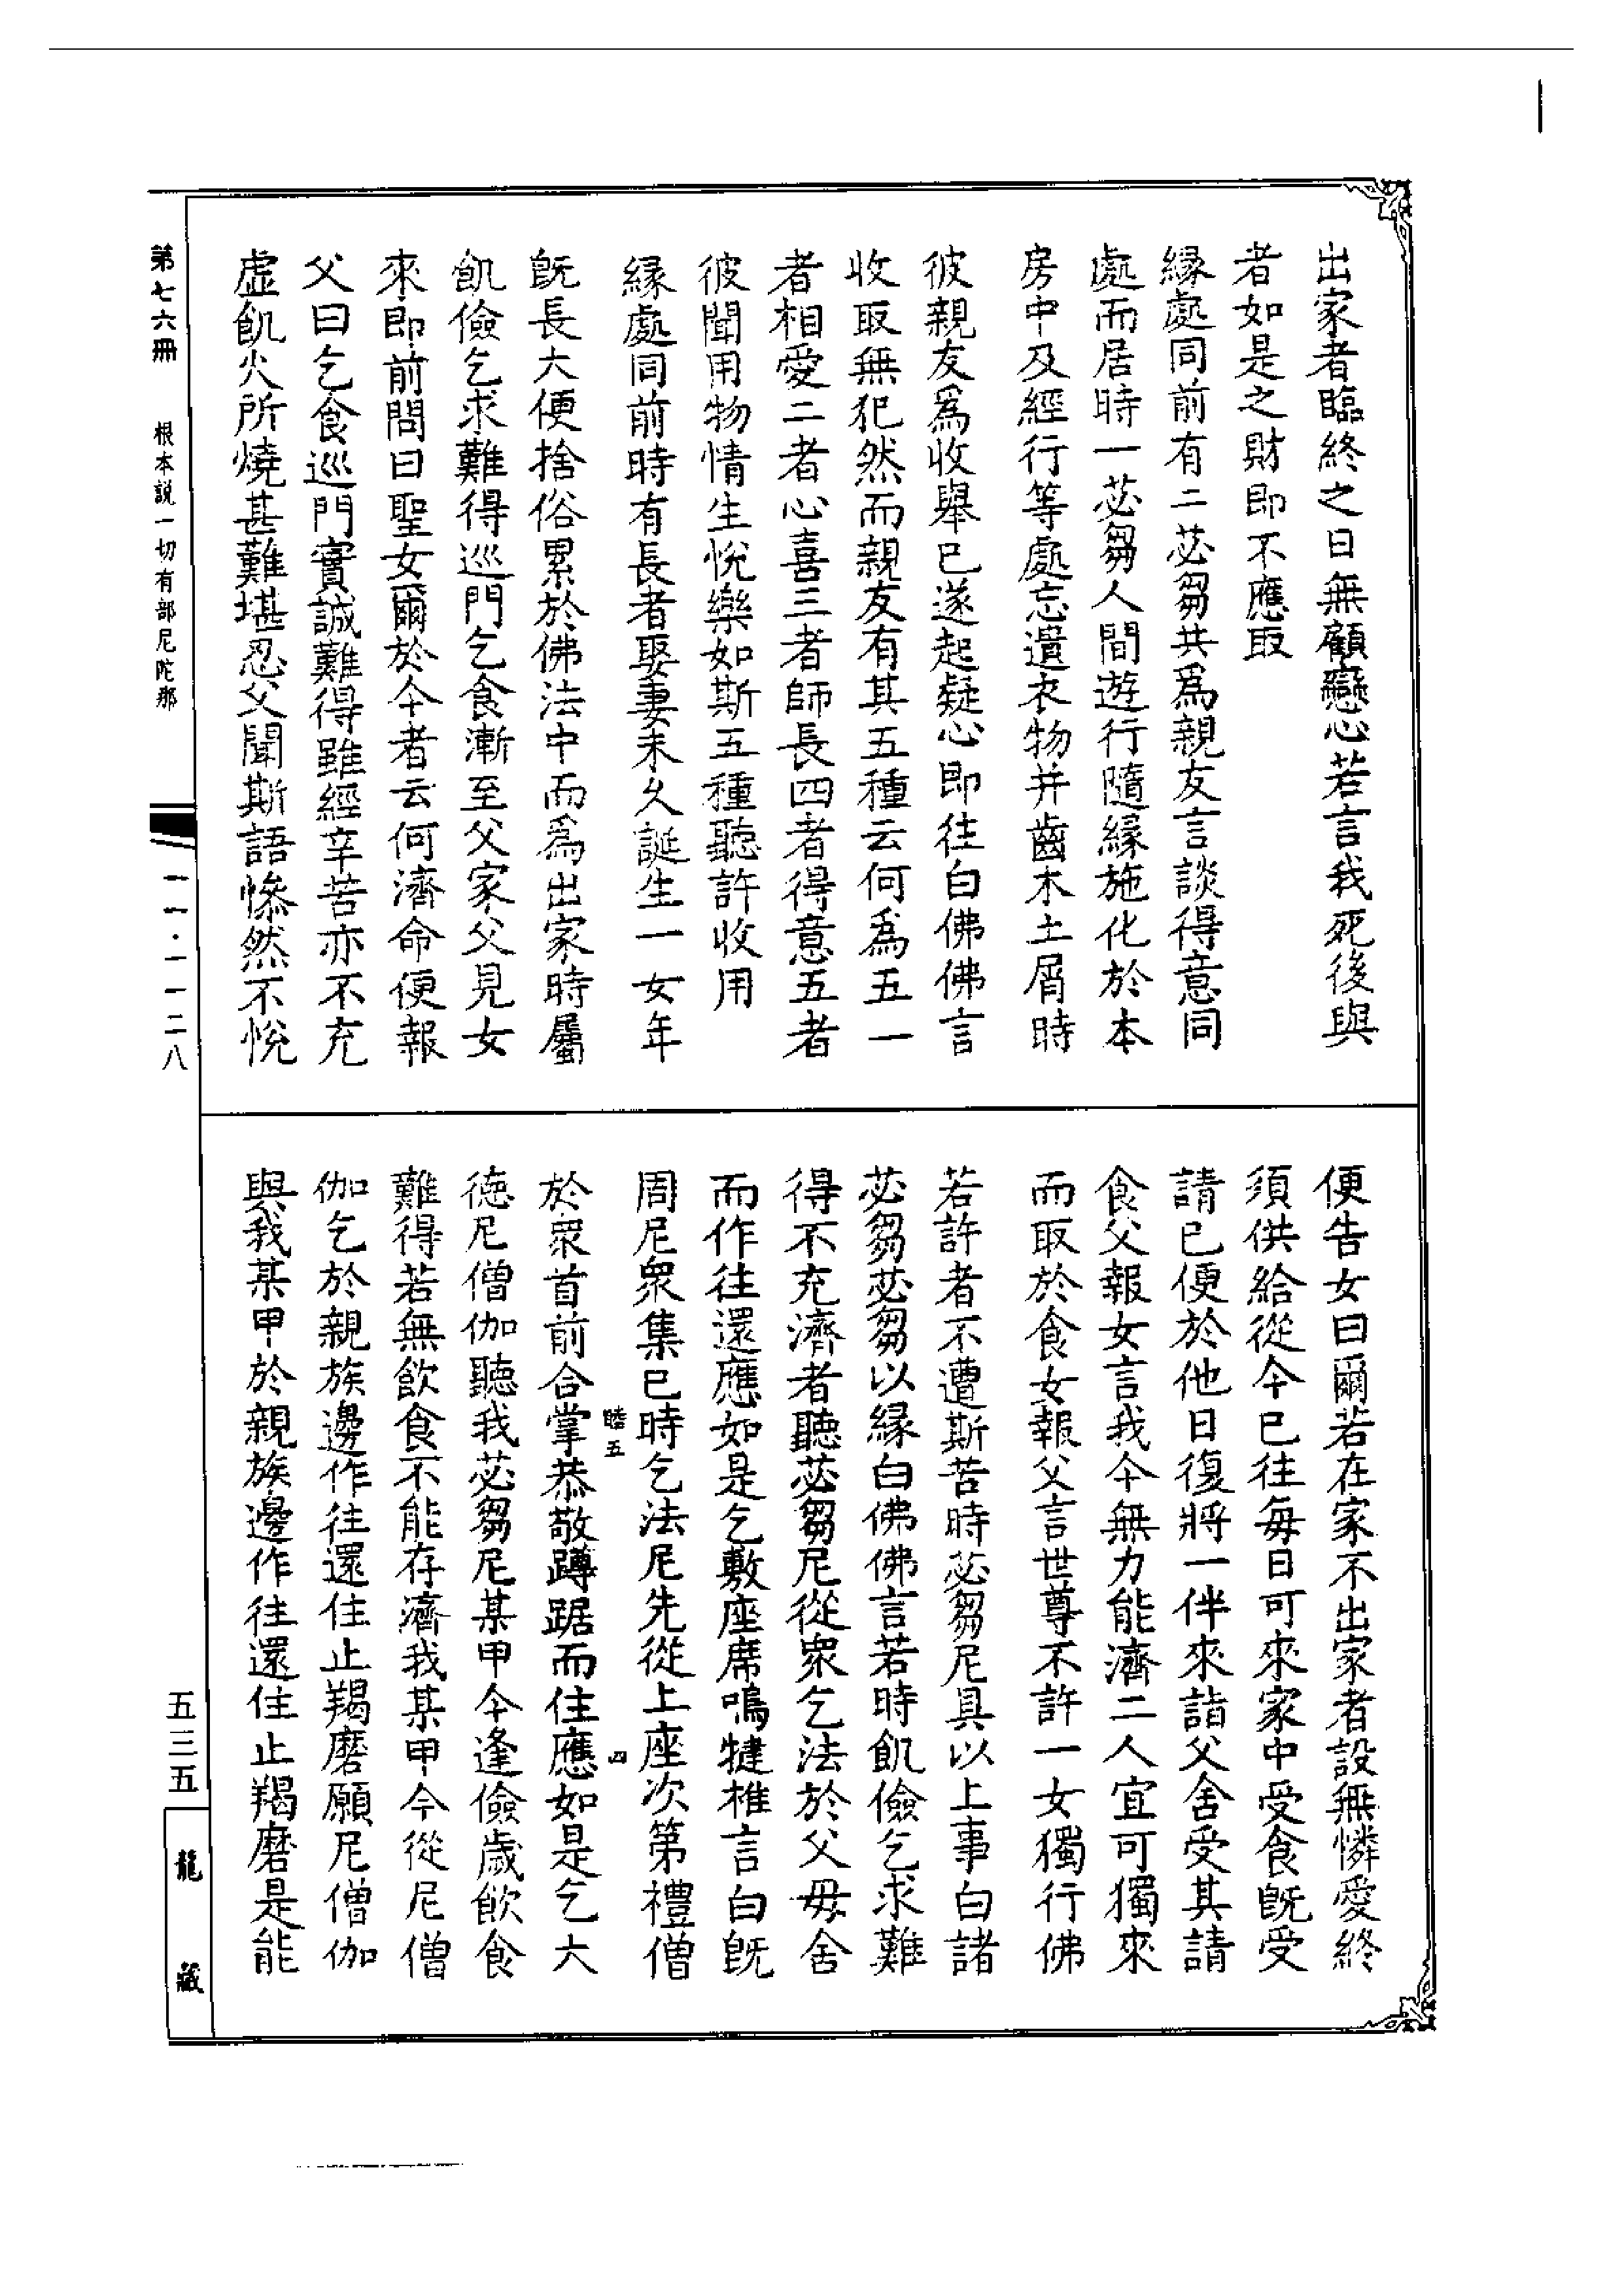 出家者臨終之日無顧戀心若言我死後與
者如是之財即不應取
緣處同前有二苾芻共爲親友言談得意同
處而居時一苾芻人間遊行隨緣施化於本
房中及經行等處忘遺衣物并齒木土屑時
彼親友爲收舉已遂起疑心即往白佛佛言
收取無犯然而親友有其五種云何爲五一
者相愛二者心喜三者師長四者得意五者
彼聞用物情生悅樂如斯五種聽許收用
緣處同前時有長者娶妻未久誕生一女年
既長大便捨俗累於佛法中而爲出家時屬
飢儉乞求難得巡門乞食漸至父家父見女
來即前問曰聖女爾於今者云何濟命便報
父曰乞食巡門實誠難得雖經辛苦亦不充
虛飢火所燒甚難堪忍父聞斯語慘然不悅
便告女曰爾若在家不出家者設無憐愛終
須供給從今已往每日可來家中受食既受
請已便於他日復將一伴來詣父舍受其請
食父報女言我今無力能濟二人宜可獨來
而取於食女報父言世尊不許一女獨行佛
若許者不遭斯苦時苾芻尼具以上事白諸
苾芻苾芻以緣白佛佛言若時飢儉乞求難
得不充濟者聽苾芻尼從衆乞法於父母舍
而作往還應如是乞敷座席鳴犍椎言白既
周尼衆集已時乞法尼先從上座次第禮僧
於衆首前合掌恭敬蹲踞而住應如是乞大
德尼僧伽聽我苾芻尼某甲今逢儉歲飲食
難得若無飲食不能存濟我某甲今從尼僧
伽乞於親族邊作往還住止羯磨願尼僧伽
與我某甲於親族邊作往還住止羯磨是能
第七六冊
根本説一切有部尼陀那
一一·一一二八
五三五
龍藏